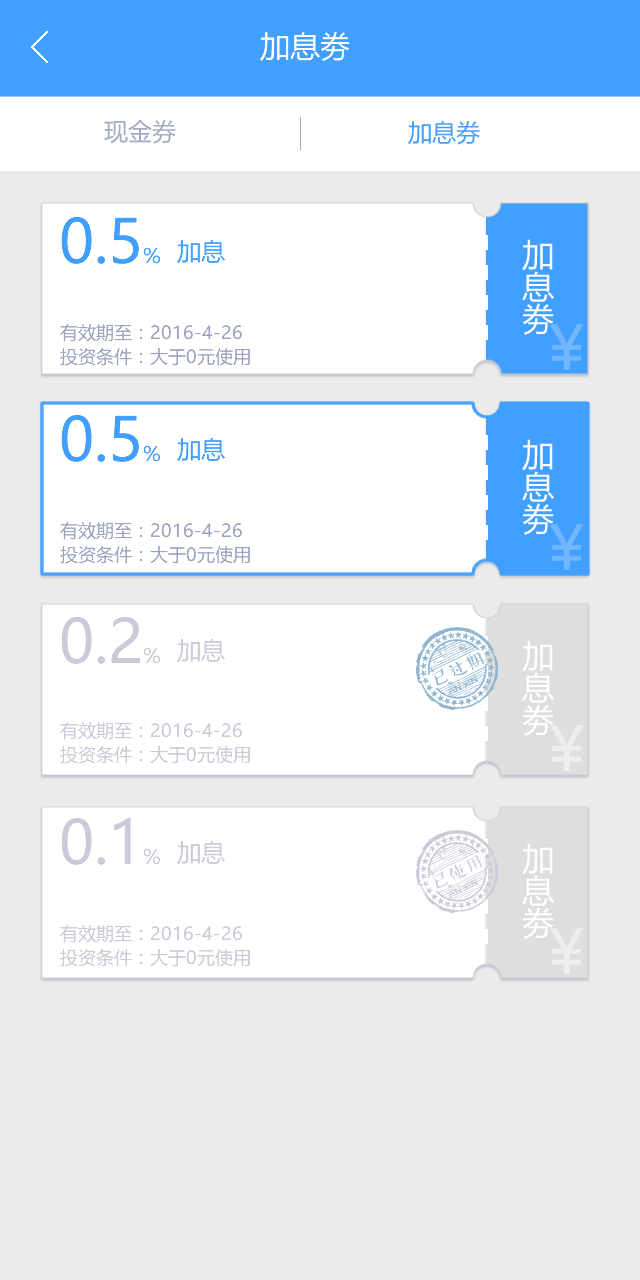 加息劵
现金券
加息券
0.5% 加息
有效期至：2016-4-26
投资条件：大于0元使用
加息劵
¥
0.5% 加息
有效期至：2016-4-26
投资条件：大于0元使用
加息劵
¥
0.2% 加息
有效期至：2016-4-26
投资条件：大于0元使用
已过期
加息劵
¥
0.1% 加息
有效期至：2016-4-26
投资条件：大于0元使用
已使用
加息劵
¥